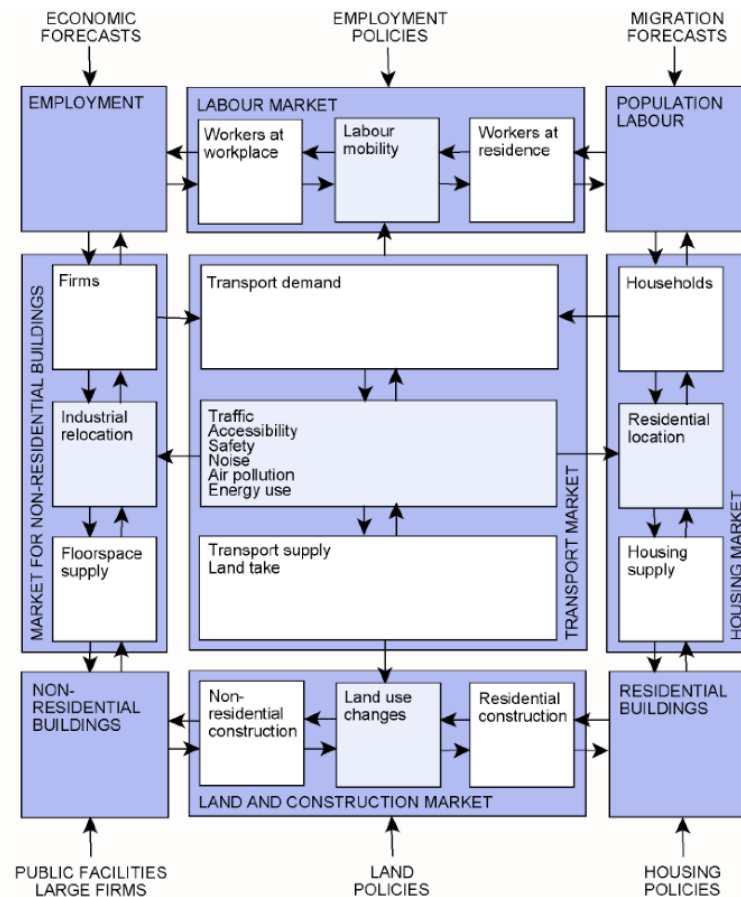 ECONOMIC
FORECASTS
EMPLOYMENT
POLICIES
MIGRATION
FORECASTS
EMPLOYMENT
LABOUR MARKET
POPULATION
LABOUR
Workers at
workplace
Labour
mobility
Workers at
residence
MARKET FOR NON-RESIDENTIAL BUILDINGS
Firms
Industrial
relocation
Floorspace
supply
Transport demand
Traffic
Accessibility
Safety
Noise
Air pollution
Energy use
Transport supply
Land take
TRANSPORT MARKET
Households
Residential
location
Housing
supply
HOUSING MARKET
NON-
RESIDENTIAL
BUILDINGS
Non-
residential
construction
Land use
changes
Residential
construction
LAND AND CONSTRUCTION MARKET
RESIDENTIAL
BUILDINGS
PUBLIC FACILITIES
LARGE FIRMS
LAND
POLICIES
HOUSING
POLICIES